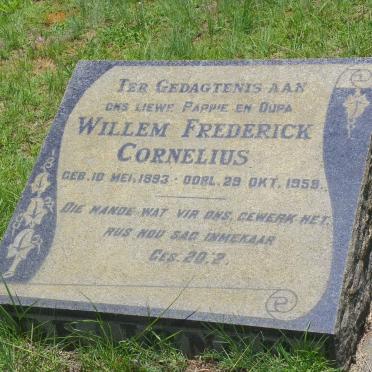 TER GEDAGTENIS AAN
ONS LIEWE PAPPIE EN OUPA
WILLEM FREDERICK
CORNELIUS
GEB. 10 MEI. 1893 - OORL. 29 OKT. 1959.
DIE HANDE WAT VIR ONS, GEWERK HET
RUS NOU SAG INMEKAAR
GES. 20.2.